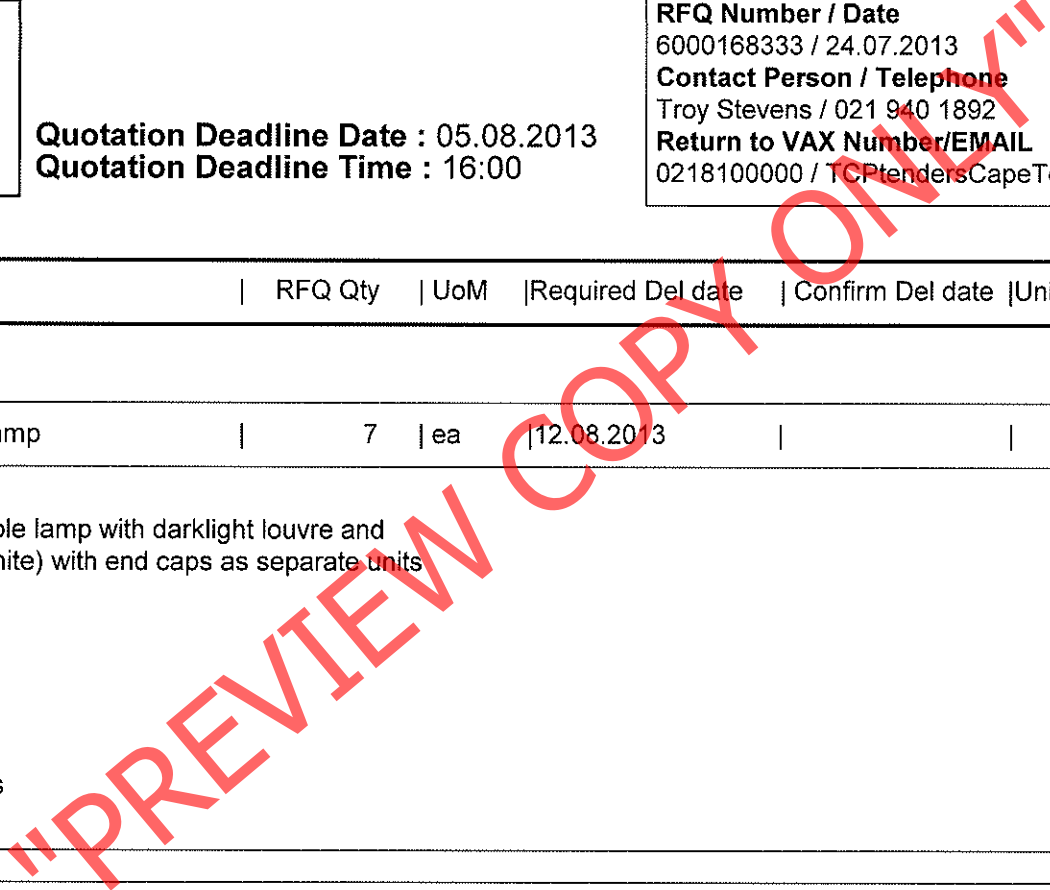 RFQ Number / Date
6000168333 / 24.07.2013
Contact Person / Telephone
Troy Stevens / 021 940 1892
Return to VAX Number/EMAIL
0218100000 / TCPtendersCapeT
Quotation Deadline Date : 05.08.2013
Quotation Deadline Time : 16:00
| RFQ Qty | UoM |Required Del date | Confirm Del date |Uni
mp | 7 | ea |12.08.2013 | |
ple lamp with darklight louvre and
hite) with end caps as separate units
s
"PREVIEW COPY ONLY"